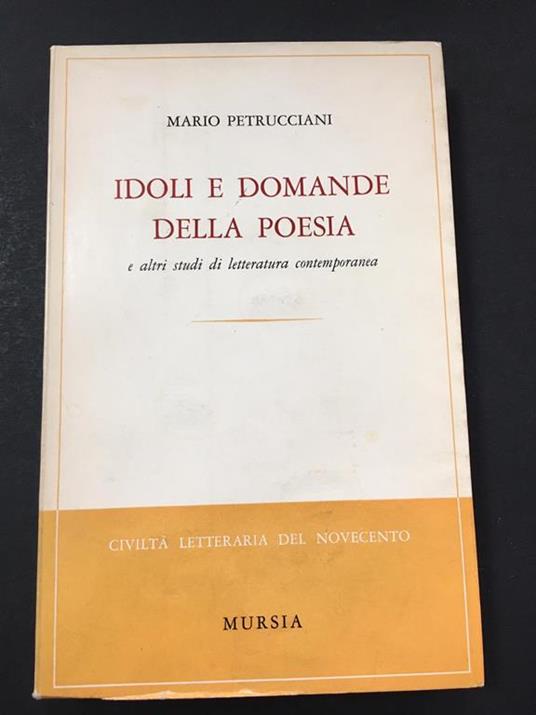 MARIO PETRUCCIANI
IDOLI E DOMANDE
DELLA POESIA
e altri studi di letteratura contemporanea
CIVILTÀ LETTERARIA DEL NOVECENTO
MURSIA